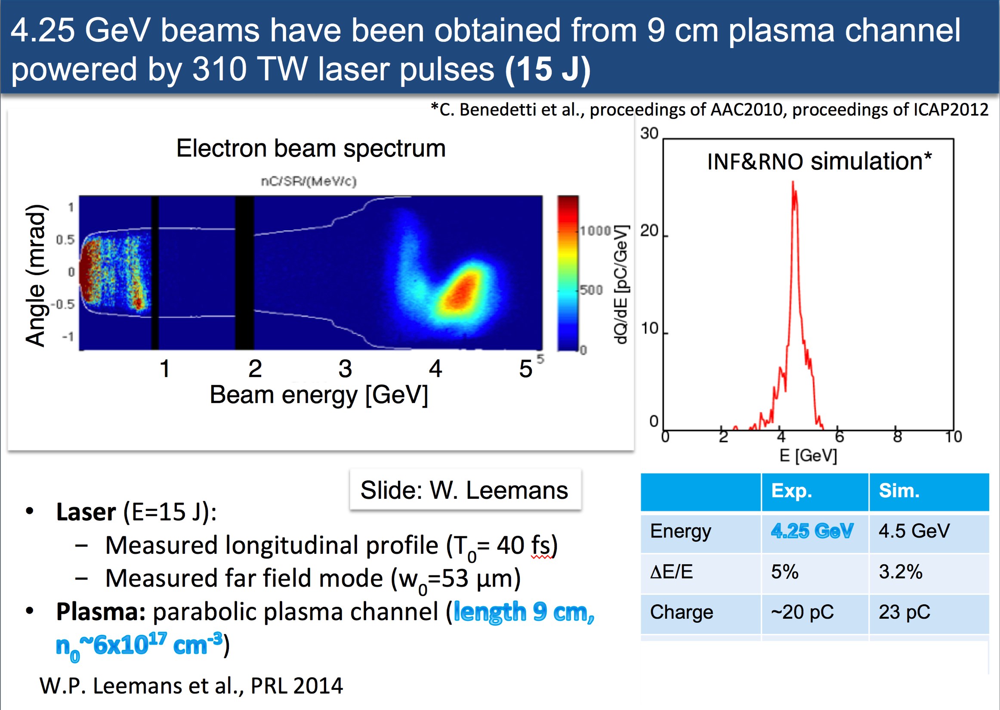 4.25 GeV beams have been obtained from 9 cm plasma channel
powered by 310 TW laser pulses (15 J)
*C. Benedetti et al., proceedings of AAC2010, proceedings of ICAP2012
Electron beam spectrum
nC/SR/(MeV/c)
Angle (mrad)
1
0.5
0
-0.5
-1
1000
500
0
5
1 2 3 4 5
Beam energy [GeV]
INF&RNO simulation*
dQ/dE [pC/GeV]
30
20
10
0
0 2 4 6 8 10
E [GeV]
Slide: W. Leemans
• Laser (E=15 J):
– Measured longitudinal profile (T0= 40 fs)
– Measured far field mode (w0=53 µm)
• Plasma: parabolic plasma channel (length 9 cm,
n0~6x10^17 cm^-3)
W.P. Leemans et al., PRL 2014
Exp. Sim.
Energy 4.25 GeV 4.5 GeV
ΔE/E 5% 3.2%
Charge ~20 pC 23 pC